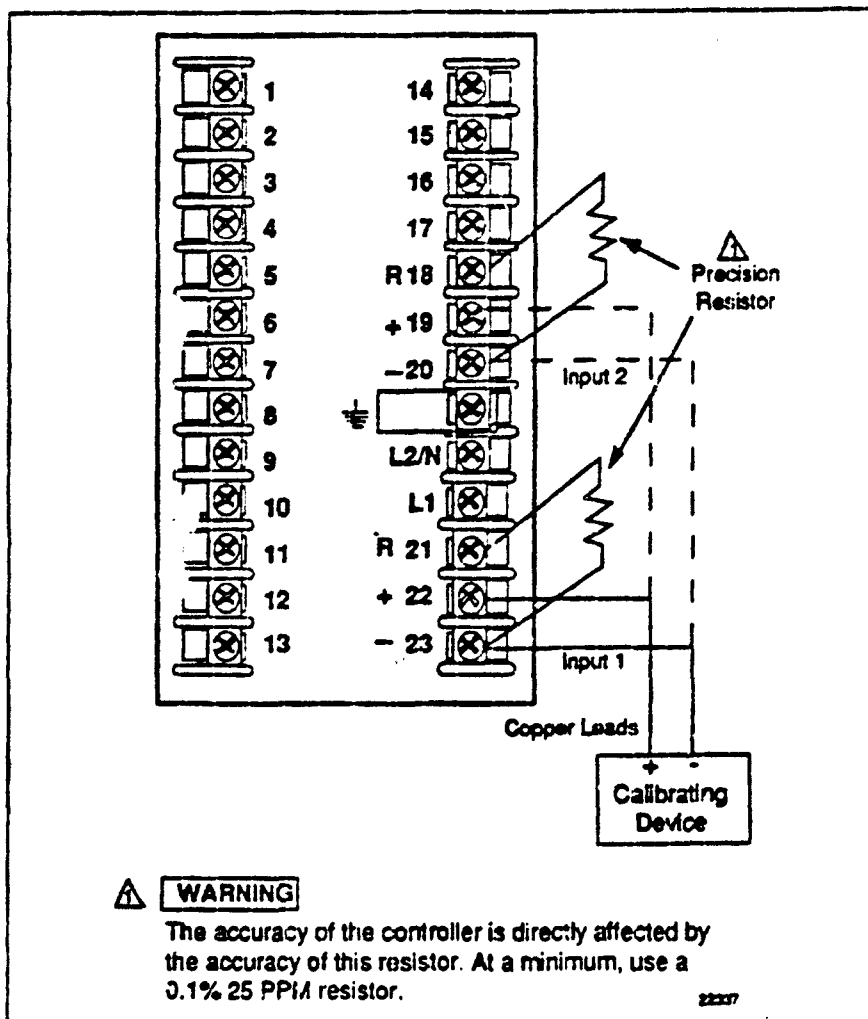 1
2
3
4
5
6
7
8
9
10
11
12
13
14
15
16
17
R 18
+ 19
- 20
L2/N
L1
R 21
+ 22
- 23
1
Precision
Resistor
Input 2
Input 1
Copper Leads
+ -
Calibrating
Device
1 WARNING
The accuracy of the controller is directly affected by
the accuracy of this resistor. At a minimum, use a
0.1% 25 PPM resistor.